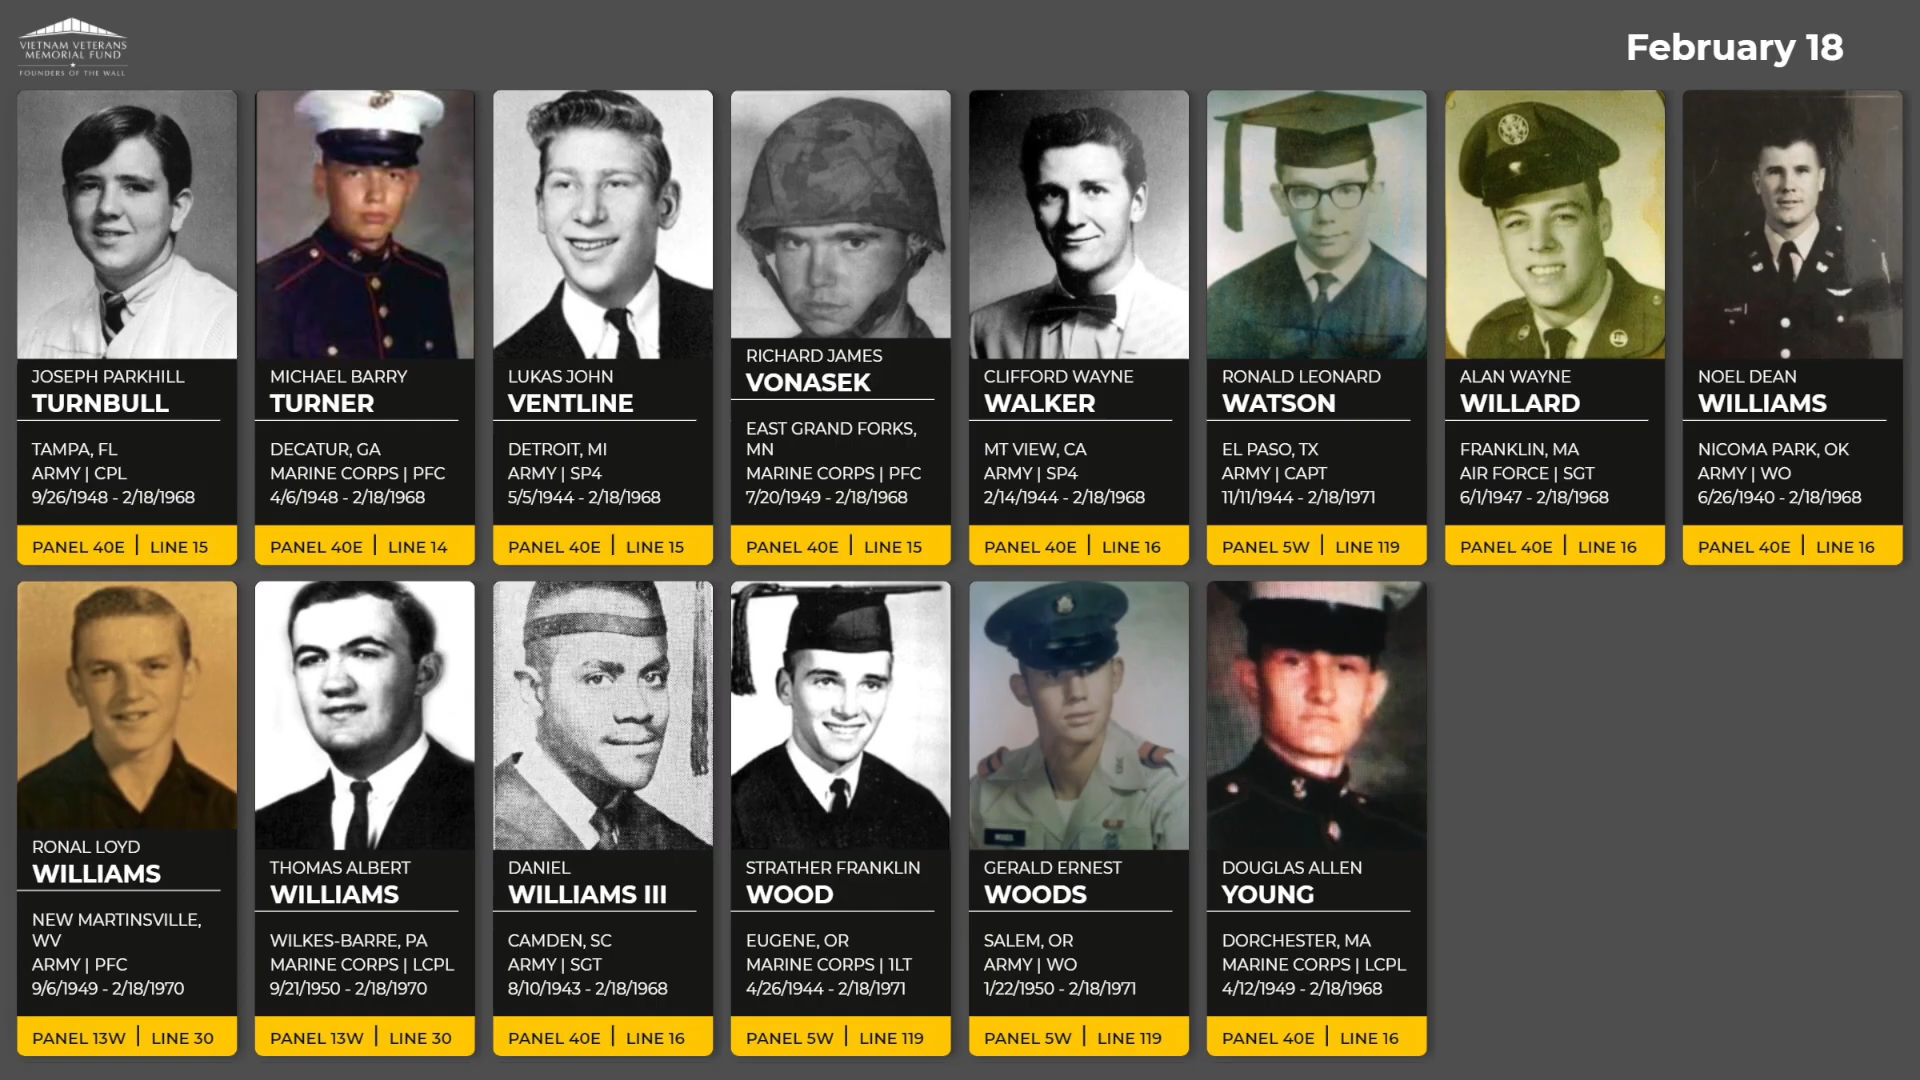 VIETNAM VETERANS
MEMORIAL FUND
FOUNDERS OF THE WALL
February 18
JOSEPH PARKHILL
TURNBULL
TAMPA, FL
ARMY | CPL
9/26/1948 - 2/18/1968
PANEL 40E | LINE 15
MICHAEL BARRY
TURNER
DECATUR, GA
MARINE CORPS | PFC
4/6/1948 - 2/18/1968
PANEL 40E | LINE 14
LUKAS JOHN
VENTLINE
DETROIT, MI
ARMY | SP4
5/5/1944 - 2/18/1968
PANEL 40E | LINE 15
RICHARD JAMES
VONASEK
EAST GRAND FORKS,
MN
MARINE CORPS | PFC
7/20/1949 - 2/18/1968
PANEL 40E | LINE 15
CLIFFORD WAYNE
WALKER
MT VIEW, CA
ARMY | SP4
2/14/1944 - 2/18/1968
PANEL 40E | LINE 16
RONALD LEONARD
WATSON
EL PASO, TX
ARMY | CAPT
11/11/1944 - 2/18/1971
PANEL 5W | LINE 119
ALAN WAYNE
WILLARD
FRANKLIN, MA
AIR FORCE | SGT
6/1/1947 - 2/18/1968
PANEL 40E | LINE 16
NOEL DEAN
WILLIAMS
NICOMA PARK, OK
ARMY | WO
6/26/1940 - 2/18/1968
PANEL 40E | LINE 16
RONAL LOYD
WILLIAMS
NEW MARTINSVILLE,
WV
ARMY | PFC
9/6/1949 - 2/18/1970
PANEL 13W | LINE 30
THOMAS ALBERT
WILLIAMS
WILKES-BARRE, PA
MARINE CORPS | LCPL
9/21/1950 - 2/18/1970
PANEL 13W | LINE 30
DANIEL
WILLIAMS III
CAMDEN, SC
ARMY | SGT
8/10/1943 - 2/18/1968
PANEL 40E | LINE 16
STRATHER FRANKLIN
WOOD
EUGENE, OR
MARINE CORPS | 1LT
4/26/1944 - 2/18/1971
PANEL 5W | LINE 119
WOODS
GERALD ERNEST
WOODS
SALEM, OR
ARMY | WO
1/22/1950 - 2/18/1971
PANEL 5W | LINE 119
DOUGLAS ALLEN
YOUNG
DORCHESTER, MA
MARINE CORPS | LCPL
4/12/1949 - 2/18/1968
PANEL 40E | LINE 16